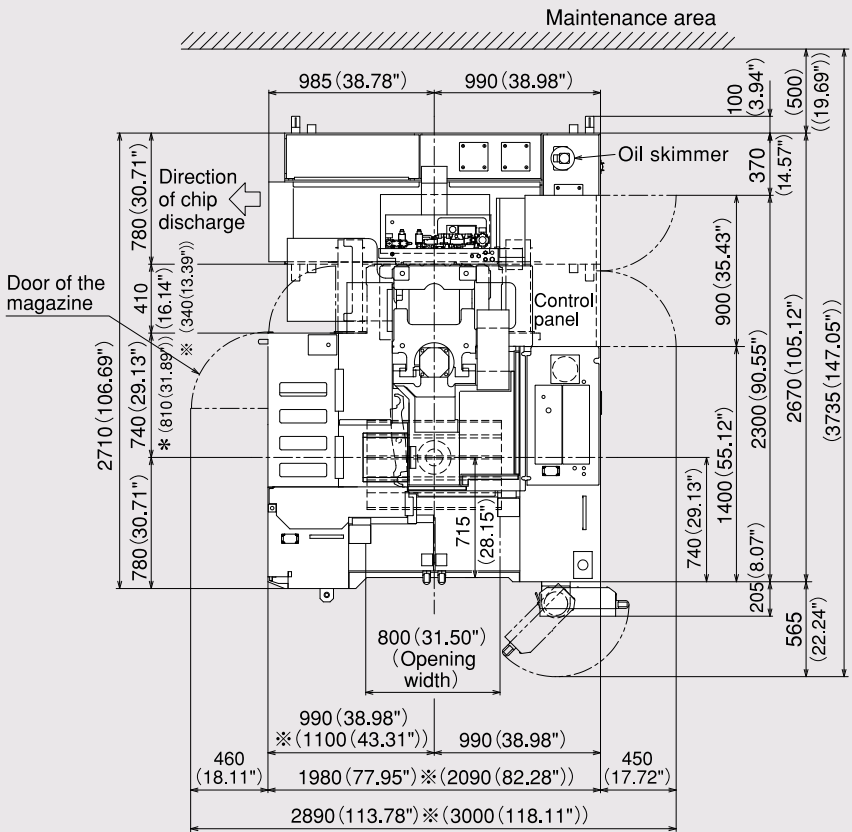 Maintenance area
985 (38.78")
990 (38.98")
100
(3.94")
(500)
((19.69"))
Oil skimmer
370
(14.57")
Direction
of chip
discharge
780 (30.71")
Door of the
magazine
410
(16.14")
※ (340 (13.39"))
Control
panel
900 (35.43")
2710 (106.69")
740 (29.13")
* (810 (31.89"))
780 (30.71")
2300 (90.55")
2670 (105.12")
(3735 (147.05"))
1400 (55.12")
740 (29.13")
715
(28.15")
205 (8.07")
565
(22.24")
800 (31.50")
(Opening
width)
990 (38.98")
※ (1100 (43.31"))
990 (38.98")
460
(18.11")
1980 (77.95") ※ (2090 (82.28"))
450
(17.72")
2890 (113.78") ※ (3000 (118.11"))